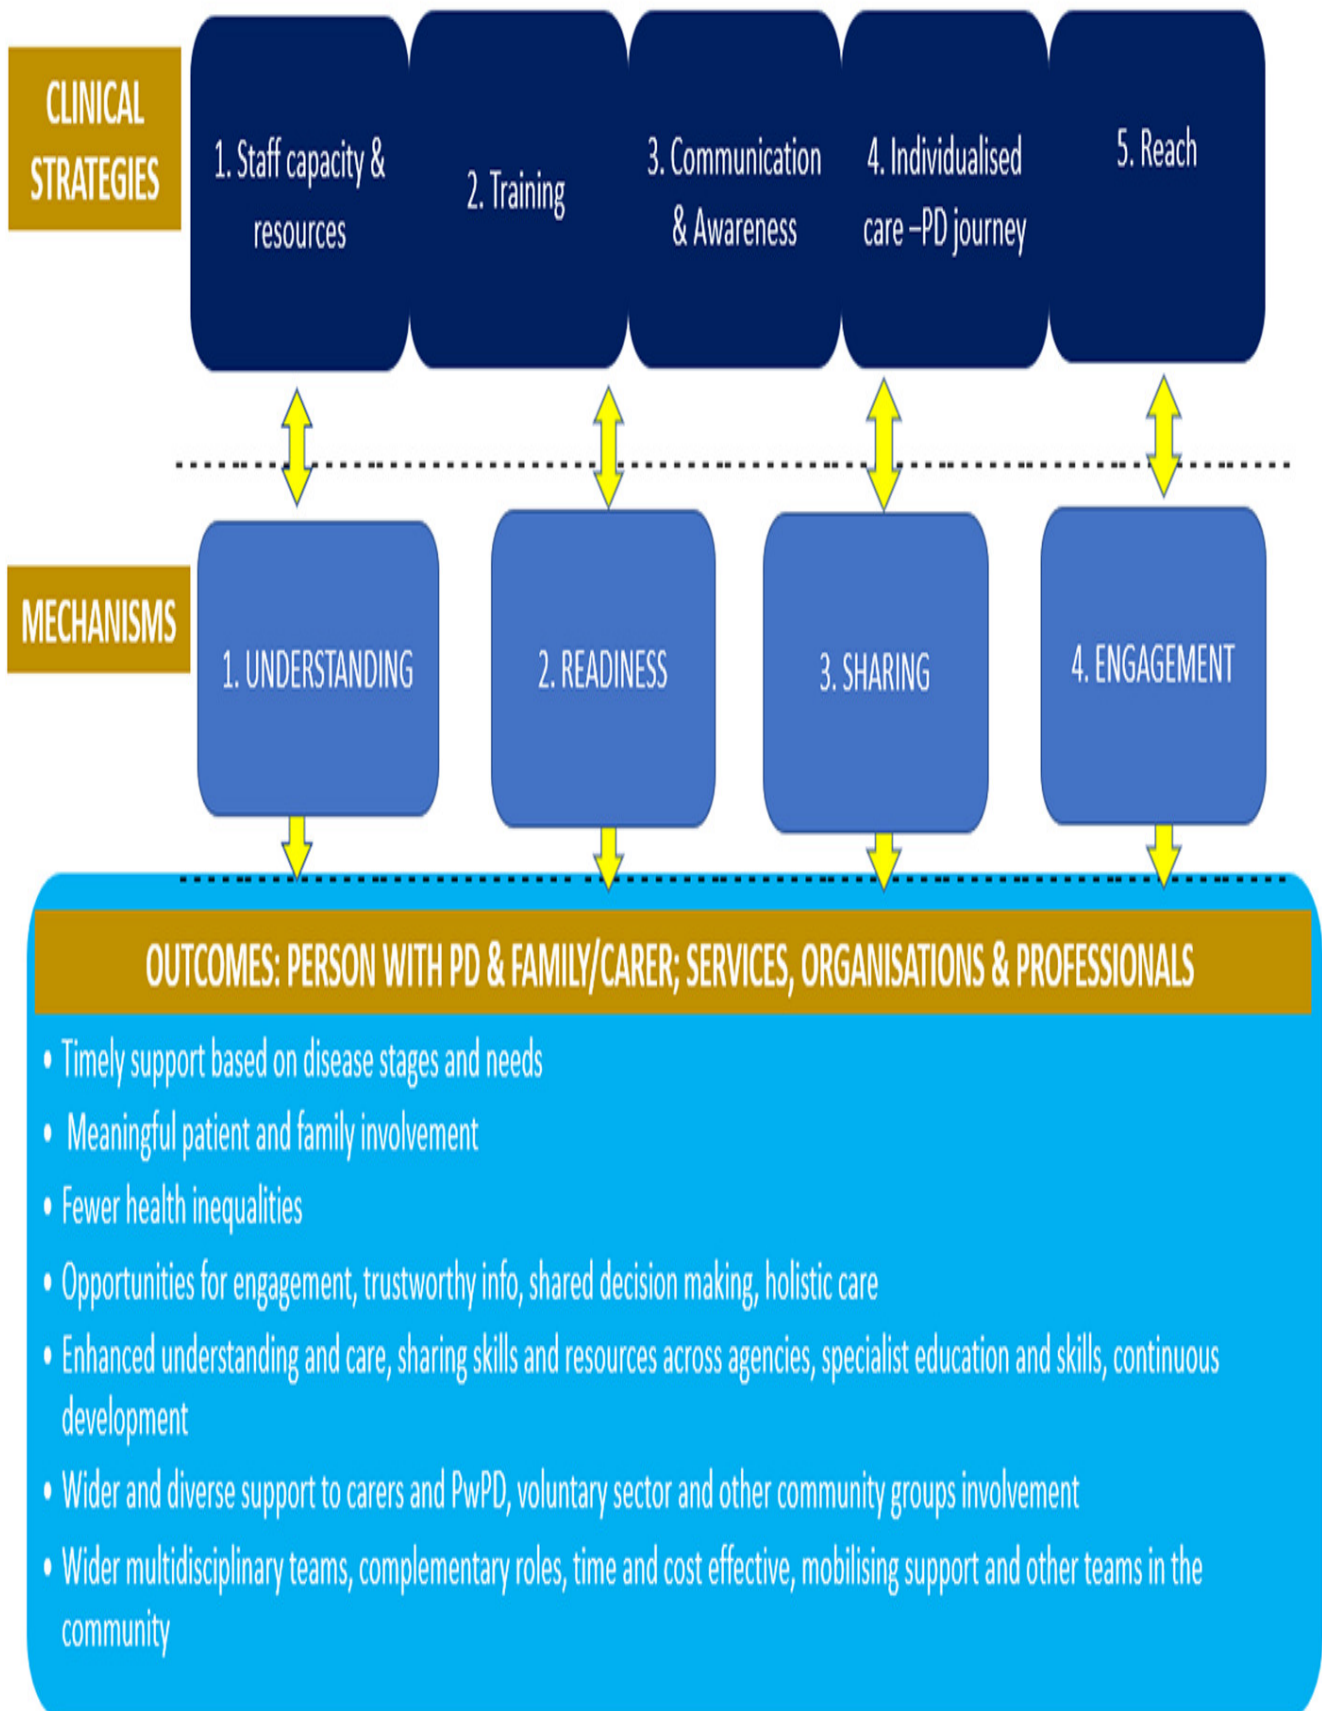 CLINICAL
STRATEGIES
1. Staff capacity &
resources
2. Training
3. Communication
& Awareness
4. Individualised
care –PD journey
5. Reach
MECHANISMS
1. UNDERSTANDING
2. READINESS
3. SHARING
4. ENGAGEMENT
OUTCOMES: PERSON WITH PD & FAMILY/CARER; SERVICES, ORGANISATIONS & PROFESSIONALS
• Timely support based on disease stages and needs
• Meaningful patient and family involvement
• Fewer health inequalities
• Opportunities for engagement, trustworthy info, shared decision making, holistic care
• Enhanced understanding and care, sharing skills and resources across agencies, specialist education and skills, continuous
development
• Wider and diverse support to carers and PwPD, voluntary sector and other community groups involvement
• Wider multidisciplinary teams, complementary roles, time and cost effective, mobilising support and other teams in the
community